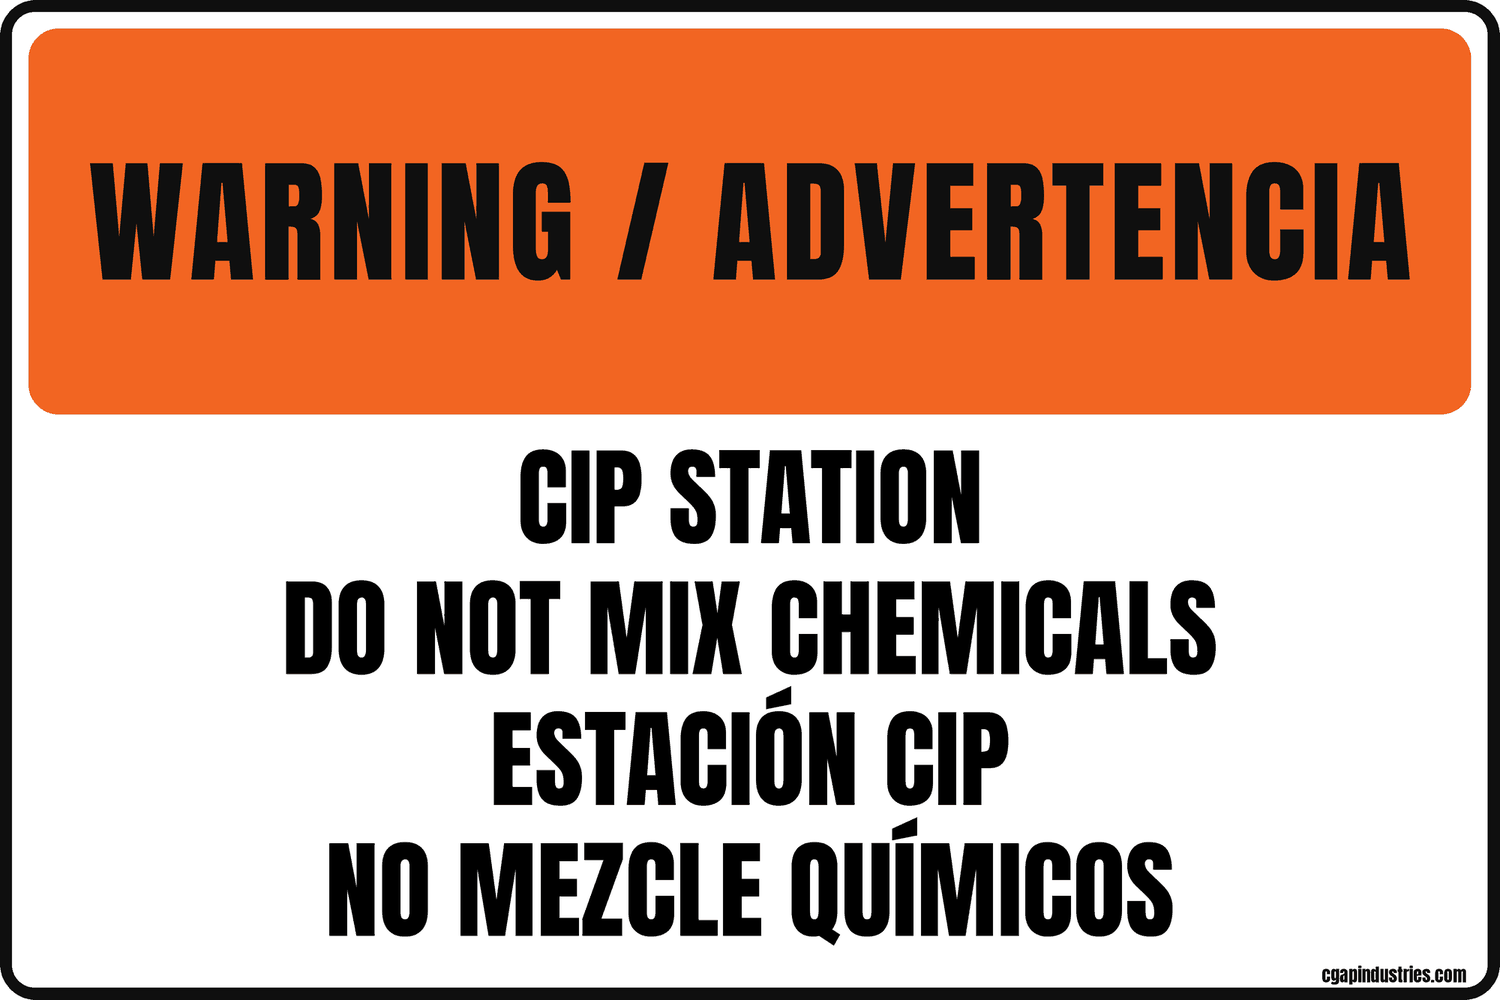 WARNING / ADVERTENCIA
CIP STATION
DO NOT MIX CHEMICALS
ESTACIÓN CIP
NO MEZCLE QUÍMICOS
cgapindustries.com